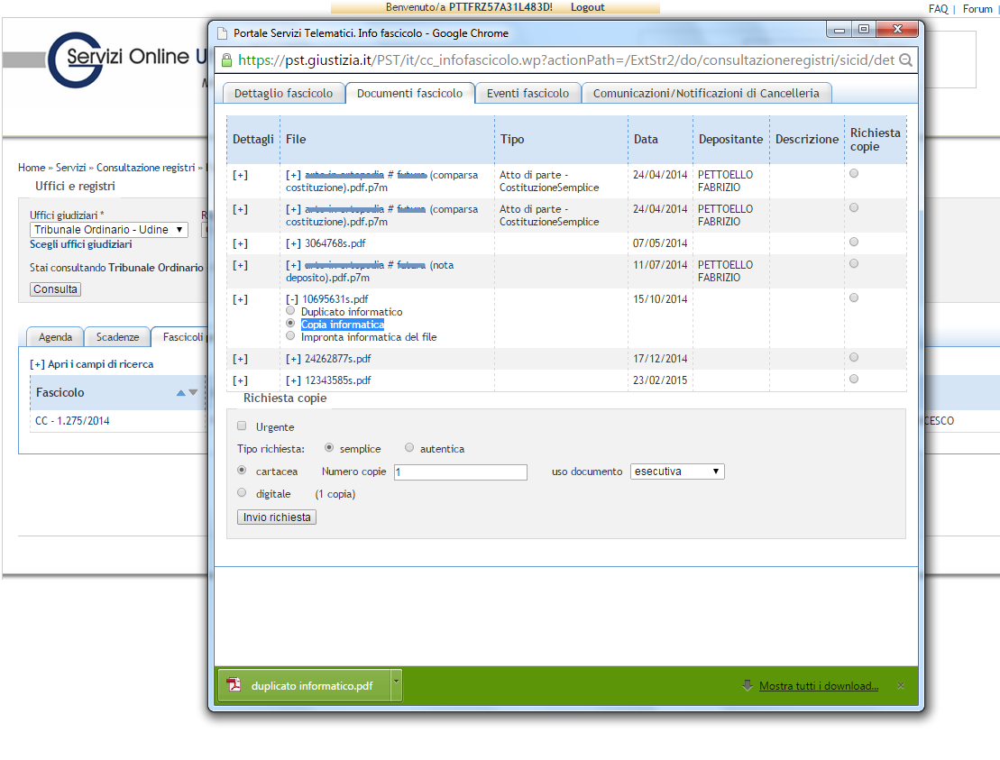 Benvenuto/a PTTFRZ57A31L483D! Logout
FAQ | Forum |
Servizi Online U
Home » Servizi » Consultazione registri »
Uffici e registri
Uffici giudiziari *
Tribunale Ordinario - Udine
Scegli uffici giudiziari
Stai consultando Tribunale Ordinario
Consulta
Agenda Scadenze Fascicoli
[+] Apri i campi di ricerca
Fascicolo
CC - 1.275/2014
CESCO
Portale Servizi Telematici. Info fascicolo - Google Chrome
https://pst.giustizia.it/PST/it/cc_infofascicolo.wp?actionPath=/ExtStr2/do/consultazioneregistri/sicid/det
Dettaglio fascicolo Documenti fascicolo Eventi fascicolo Comunicazioni/Notificazioni di Cancelleria
Dettagli File Tipo Data Depositante Descrizione Richiesta copie
[+] [+] # (comparsa Atto di parte - 24/04/2014 PETTOELLO
costituzione).pdf.p7m CostituzioneSemplice FABRIZIO
[+] [+] # (comparsa Atto di parte - 24/04/2014 PETTOELLO
costituzione).pdf.p7m CostituzioneSemplice FABRIZIO
[+] [+] 3064768s.pdf 07/05/2014
[+] [+] # (nota 11/07/2014 PETTOELLO
deposito).pdf.p7m FABRIZIO
[+] [-] 10695631s.pdf 15/10/2014
Duplicato informatico
Copia informatica
Impronta informatica del file
[+] [+] 24262877s.pdf 17/12/2014
[+] [+] 12343585s.pdf 23/02/2015
Richiesta copie
Urgente
Tipo richiesta: semplice autentica
cartacea Numero copie 1 uso documento esecutiva
digitale (1 copia)
Invio richiesta
duplicato informatico.pdf Mostra tutti i download...